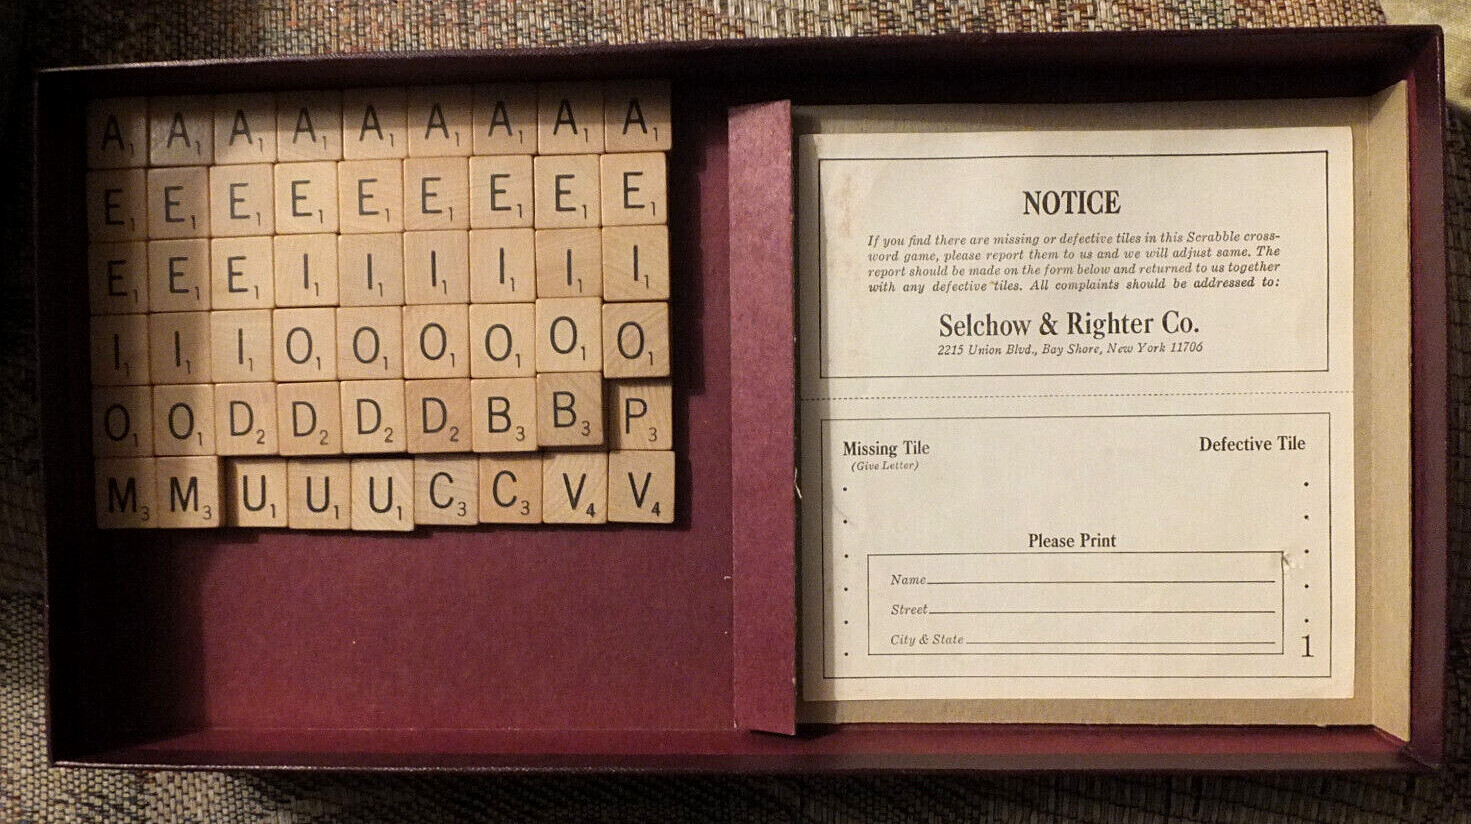 A1 A1 A1 A1 A1 A1 A1 A1 A1
E1 E1 E1 E1 E1 E1 E1 E1 E1
E1 E1 E1 I1 I1 I1 I1 I1 I1
I1 I1 I1 O1 O1 O1 O1 O1 O1
O1 O1 D2 D2 D2 D2 B3 B3 P3
M3 M3 U1 U1 U1 C3 C3 V4 V4
NOTICE
If you find there are missing or defective tiles in this Scrabble cross-
word game, please report them to us and we will adjust same. The
report should be made on the form below and returned to us together
with any defective tiles. All complaints should be addressed to:
Selchow & Righter Co.
2215 Union Blvd., Bay Shore, New York 11706
Missing Tile
(Give Letter)
Defective Tile
Please Print
Name
Street
City & State
1